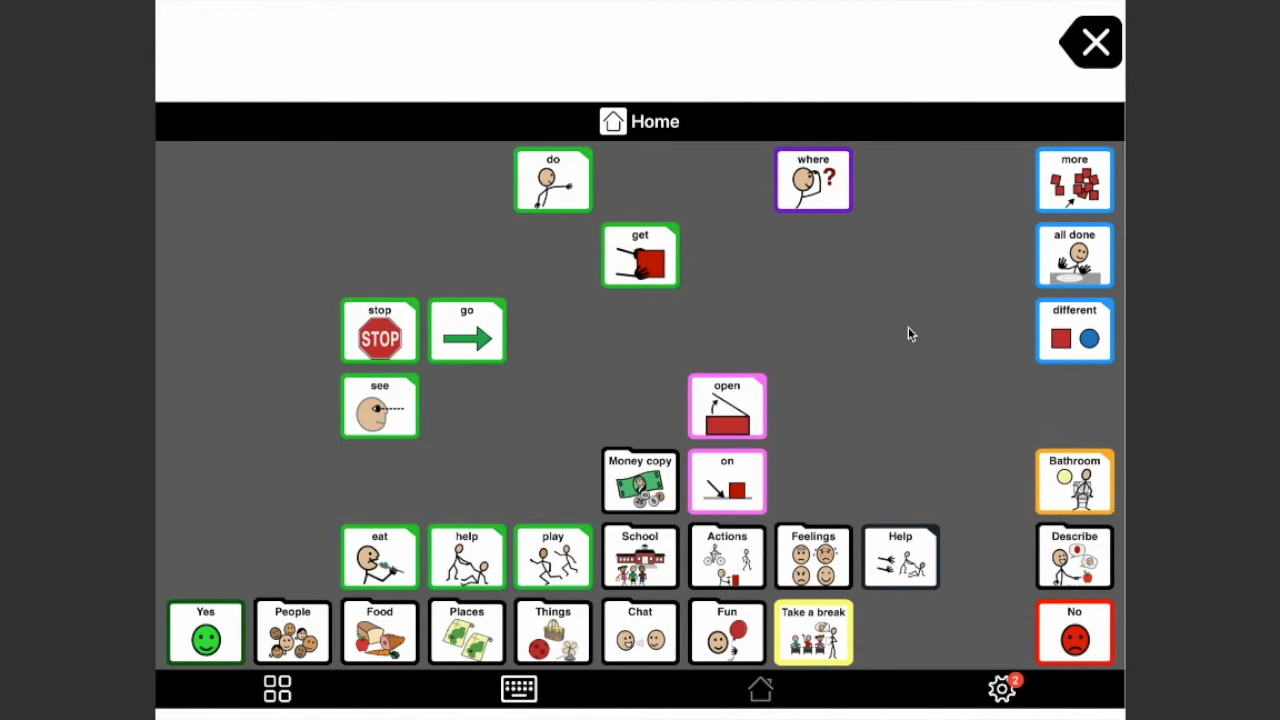 Home
do
where
more
get
all done
stop
STOP
go
different
see
open
Money copy
on
Bathroom
eat
help
play
School
Actions
Feelings
Help
Describe
Yes
People
Food
Places
Things
Chat
Fun
Take a break
No
2